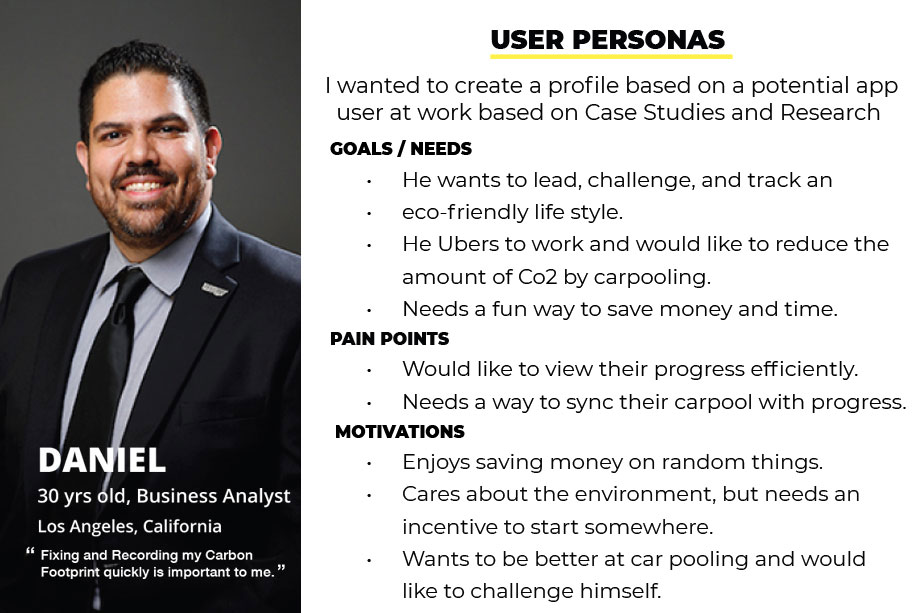 USER PERSONAS
I wanted to create a profile based on a potential app
user at work based on Case Studies and Research
GOALS / NEEDS
• He wants to lead, challenge, and track an
• eco-friendly life style.
• He Ubers to work and would like to reduce the
amount of Co2 by carpooling.
• Needs a fun way to save money and time.
PAIN POINTS
• Would like to view their progress efficiently.
• Needs a way to sync their carpool with progress.
MOTIVATIONS
• Enjoys saving money on random things.
• Cares about the environment, but needs an
incentive to start somewhere.
• Wants to be better at car pooling and would
like to challenge himself.
DANIEL
30 yrs old, Business Analyst
Los Angeles, California
“ Fixing and Recording my Carbon
Footprint quickly is important to me.”